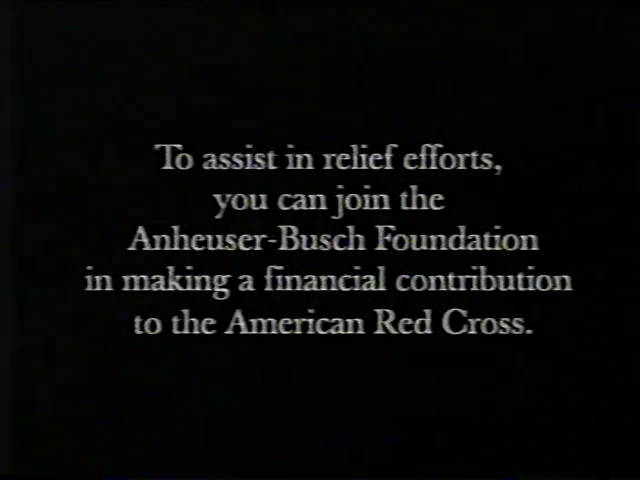 To assist in relief efforts,
you can join the
Anheuser-Busch Foundation
in making a financial contribution
to the American Red Cross.